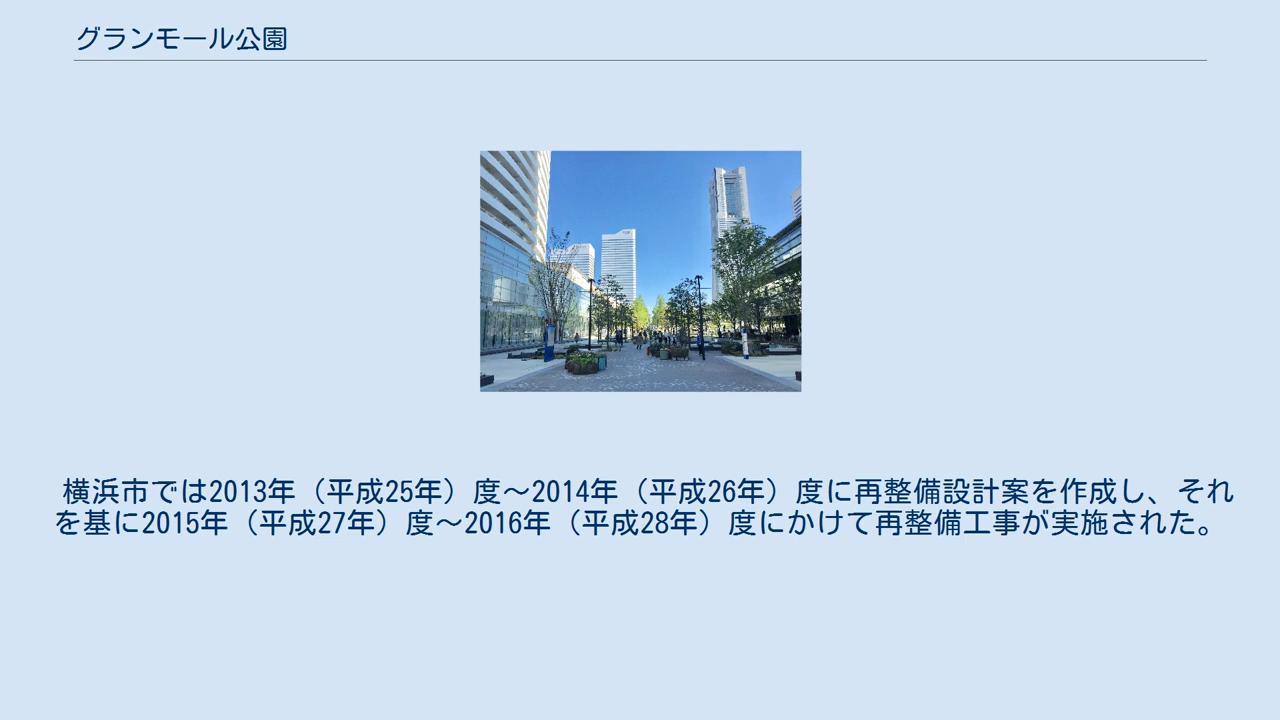 グランモール公園
横浜市では2013年（平成25年）度～2014年（平成26年）度に再整備設計案を作成し、それ
を基に2015年（平成27年）度～2016年（平成28年）度にかけて再整備工事が実施された。